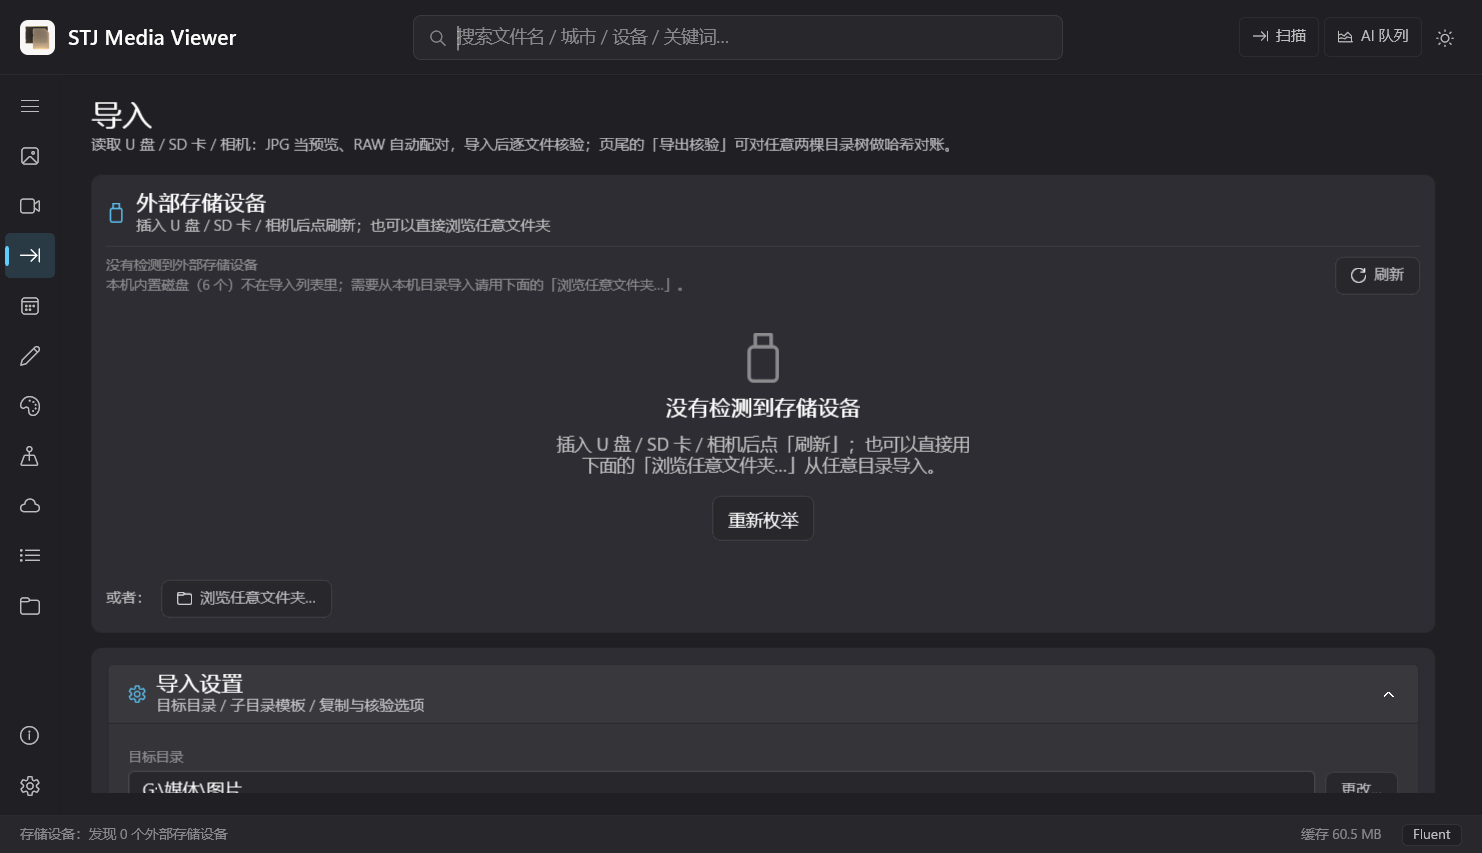 STJ Media Viewer
搜索文件名 / 城市 / 设备 / 关键词...
扫描
AI 队列
导入
读取 U 盘 / SD 卡 / 相机：JPG 当预览、RAW 自动配对，导入后逐文件核验；页尾的「导出核验」可对任意两棵目录树做哈希对账。
外部存储设备
插入 U 盘 / SD 卡 / 相机后点刷新；也可以直接浏览任意文件夹
没有检测到外部存储设备
本机内置磁盘（6 个）不在导入列表里；需要从本机目录导入请用下面的「浏览任意文件夹...」。
刷新
没有检测到存储设备
插入 U 盘 / SD 卡 / 相机后点「刷新」；也可以直接用
下面的「浏览任意文件夹...」从任意目录导入。
重新枚举
或者：
浏览任意文件夹...
导入设置
目标目录 / 子目录模板 / 复制与核验选项
目标目录
G:\媒体\图片
更改...
存储设备：发现 0 个外部存储设备
缓存 60.5 MB
Fluent